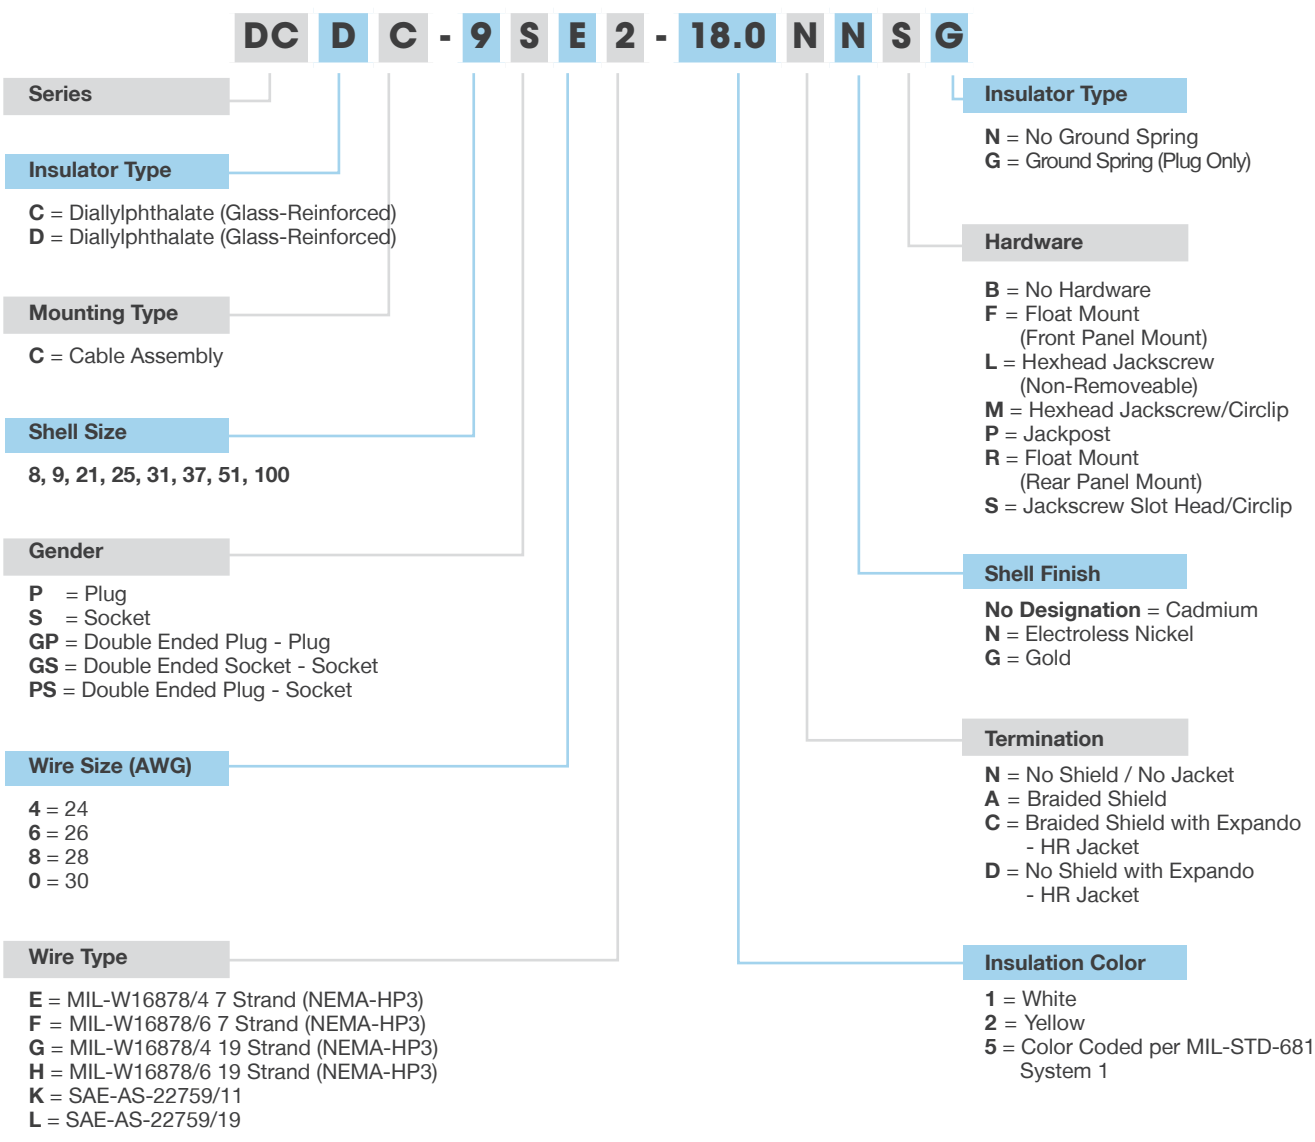 DC D C - 9 S E 2 - 18.0 N N S G
Series
Insulator Type
C = Diallylphthalate (Glass-Reinforced)
D = Diallylphthalate (Glass-Reinforced)
Mounting Type
C = Cable Assembly
Shell Size
8, 9, 21, 25, 31, 37, 51, 100
Gender
P = Plug
S = Socket
GP = Double Ended Plug - Plug
GS = Double Ended Socket - Socket
PS = Double Ended Plug - Socket
Wire Size (AWG)
4 = 24
6 = 26
8 = 28
0 = 30
Wire Type
E = MIL-W16878/4 7 Strand (NEMA-HP3)
F = MIL-W16878/6 7 Strand (NEMA-HP3)
G = MIL-W16878/4 19 Strand (NEMA-HP3)
H = MIL-W16878/6 19 Strand (NEMA-HP3)
K = SAE-AS-22759/11
L = SAE-AS-22759/19
Insulator Type
N = No Ground Spring
G = Ground Spring (Plug Only)
Hardware
B = No Hardware
F = Float Mount
(Front Panel Mount)
L = Hexhead Jackscrew
(Non-Removeable)
M = Hexhead Jackscrew/Circlip
P = Jackpost
R = Float Mount
(Rear Panel Mount)
S = Jackscrew Slot Head/Circlip
Shell Finish
No Designation = Cadmium
N = Electroless Nickel
G = Gold
Termination
N = No Shield / No Jacket
A = Braided Shield
C = Braided Shield with Expando
- HR Jacket
D = No Shield with Expando
- HR Jacket
Insulation Color
1 = White
2 = Yellow
5 = Color Coded per MIL-STD-681
System 1